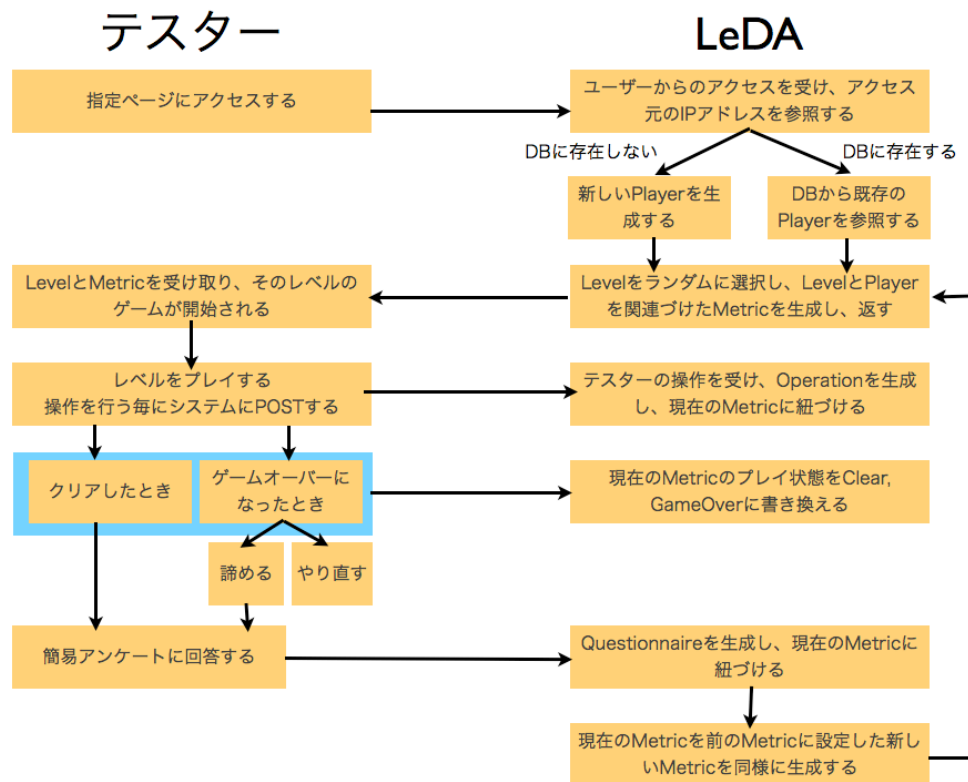 テスター
LeDA
指定ページにアクセスする
ユーザーからのアクセスを受け、アクセス
元のIPアドレスを参照する
DBに存在しない
DBに存在する
新しいPlayerを生
成する
DBから既存の
Playerを参照する
LevelとMetricを受け取り、そのレベルの
ゲームが開始される
Levelをランダムに選択し、LevelとPlayer
を関連づけたMetricを生成し、返す
レベルをプレイする
操作を行う毎にシステムにPOSTする
テスターの操作を受け、Operationを生成
し、現在のMetricに紐づける
クリアしたとき
ゲームオーバーに
なったとき
現在のMetricのプレイ状態をClear,
GameOverに書き換える
諦める
やり直す
簡易アンケートに回答する
Questionnaireを生成し、現在のMetricに
紐づける
現在のMetricを前のMetricに設定した新し
いMetricを同様に生成する